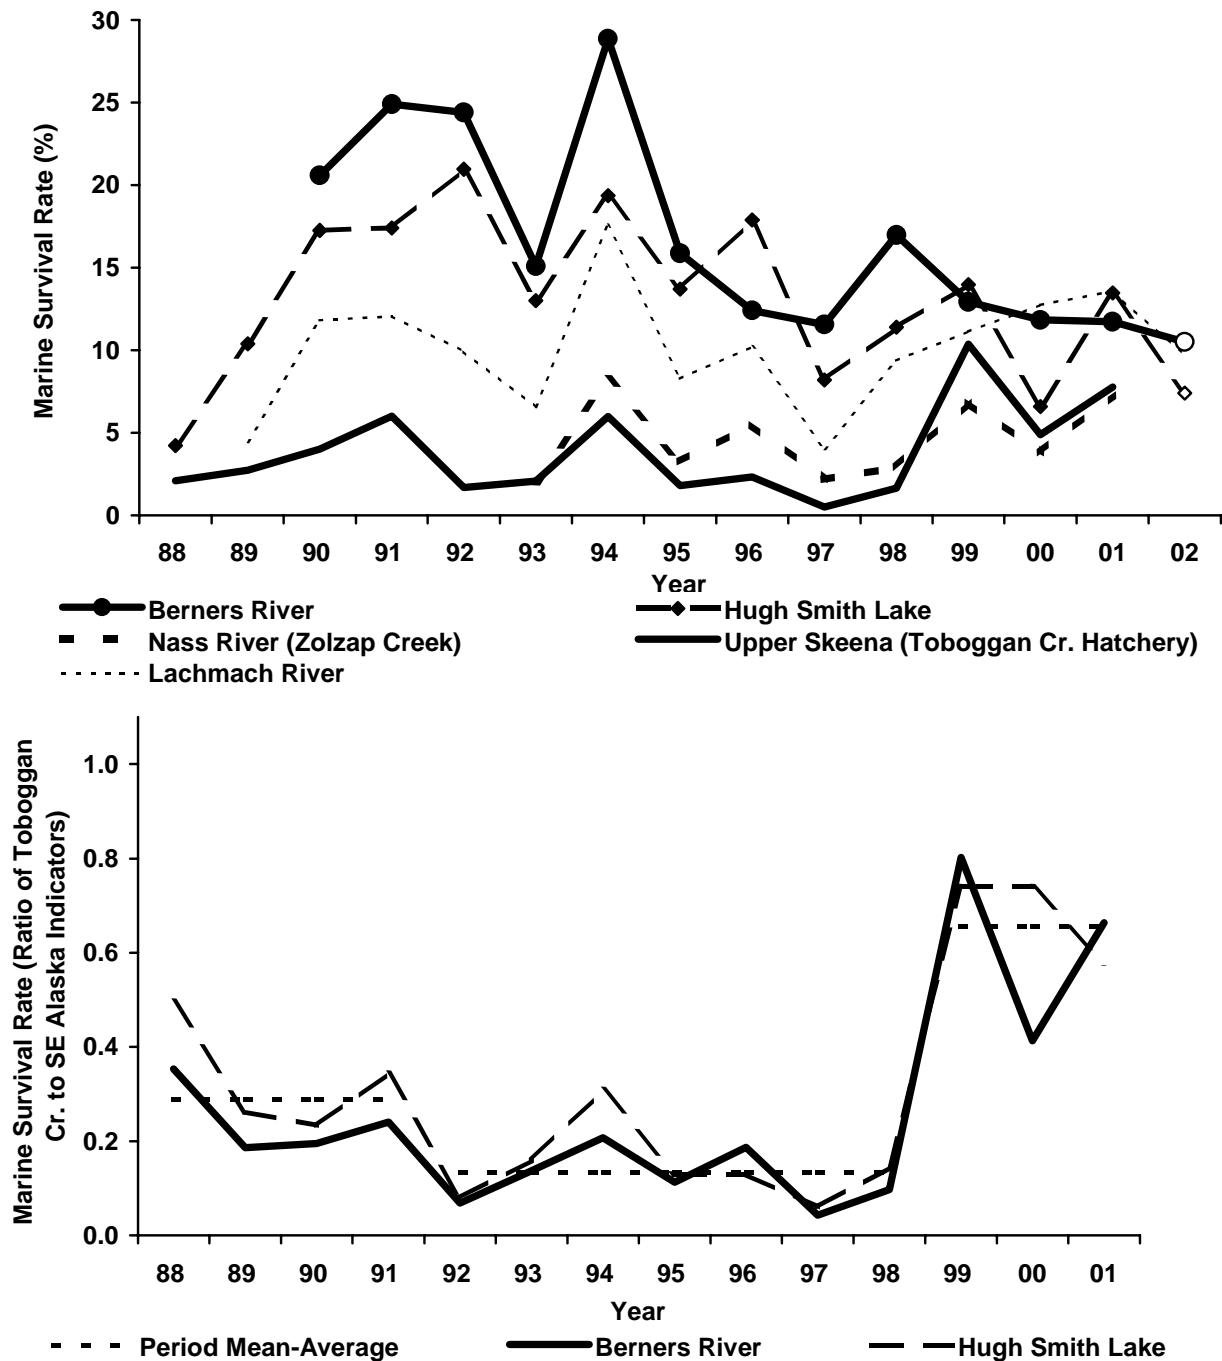 30
25
20
15
10
5
0
Marine Survival Rate (%)
88 89 90 91 92 93 94 95 96 97 98 99 00 01 02
Year
Berners River Hugh Smith Lake
Nass River (Zolzap Creek) Upper Skeena (Toboggan Cr. Hatchery)
Lachmach River
1.0
0.8
0.6
0.4
0.2
0.0
Marine Survival Rate (Ratio of Toboggan
Cr. to SE Alaska Indicators)
88 89 90 91 92 93 94 95 96 97 98 99 00 01
Year
Period Mean-Average Berners River Hugh Smith Lake